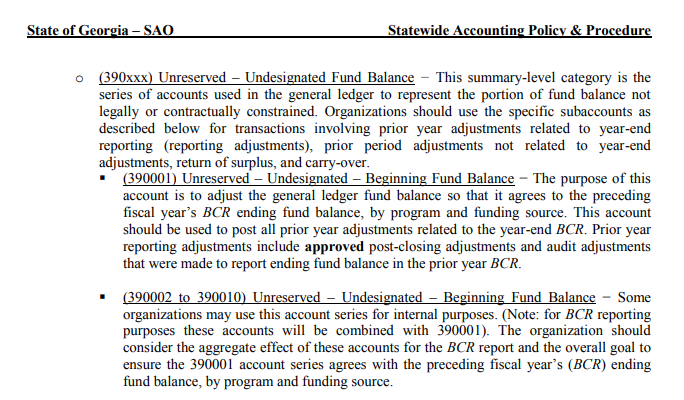 State of Georgia – SAO Statewide Accounting Policy & Procedure
o (390xxx) Unreserved – Undesignated Fund Balance – This summary-level category is the
series of accounts used in the general ledger to represent the portion of fund balance not
legally or contractually constrained. Organizations should use the specific subaccounts as
described below for transactions involving prior year adjustments related to year-end
reporting (reporting adjustments), prior period adjustments not related to year-end
adjustments, return of surplus, and carry-over.
▪ (390001) Unreserved – Undesignated – Beginning Fund Balance – The purpose of this
account is to adjust the general ledger fund balance so that it agrees to the preceding
fiscal year's BCR ending fund balance, by program and funding source. This account
should be used to post all prior year adjustments related to the year-end BCR. Prior year
reporting adjustments include approved post-closing adjustments and audit adjustments
that were made to report ending fund balance in the prior year BCR.
▪ (390002 to 390010) Unreserved – Undesignated – Beginning Fund Balance – Some
organizations may use this account series for internal purposes. (Note: for BCR reporting
purposes these accounts will be combined with 390001). The organization should
consider the aggregate effect of these accounts for the BCR report and the overall goal to
ensure the 390001 account series agrees with the preceding fiscal year's (BCR) ending
fund balance, by program and funding source.